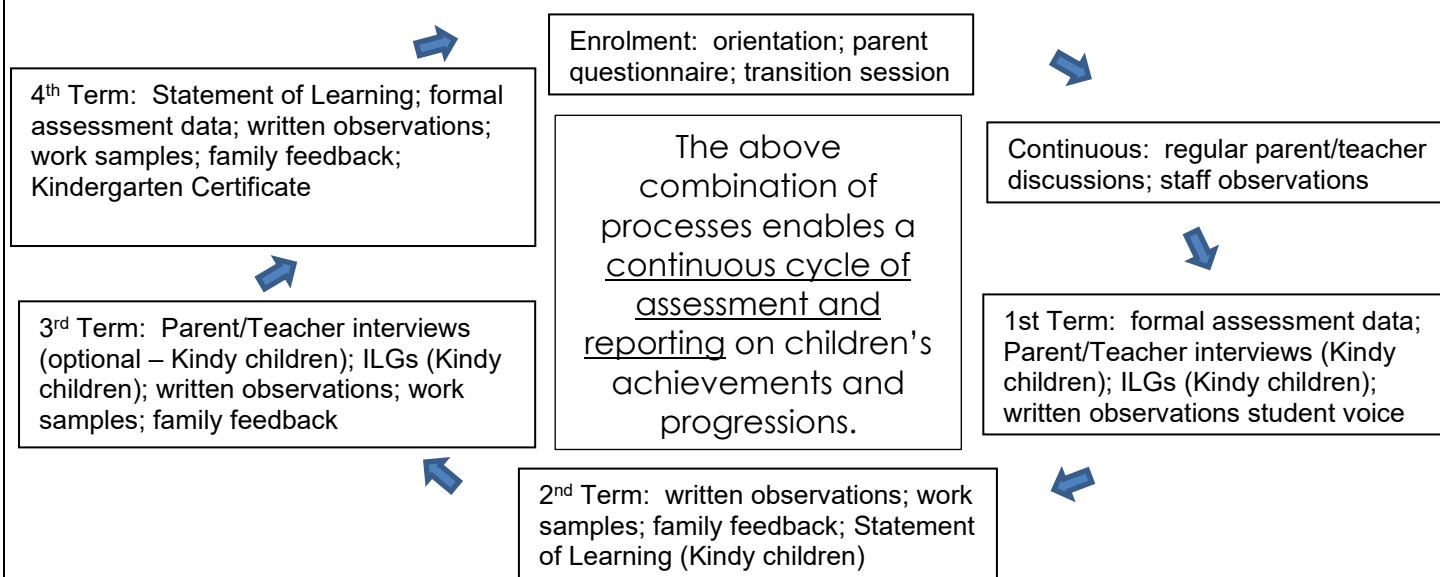 Enrolment:  orientation; parent
questionnaire; transition session
Continuous:  regular parent/teacher
discussions; staff observations
1st Term:  formal assessment data;
Parent/Teacher interviews (Kindy
children); ILGs (Kindy children);
written observations student voice
2nd Term:  written observations; work
samples; family feedback; Statement
of Learning (Kindy children)
3rd Term:  Parent/Teacher interviews
(optional – Kindy children); ILGs (Kindy
children); written observations; work
samples; family feedback
4th Term:  Statement of Learning; formal
assessment data; written observations;
work samples; family feedback;
Kindergarten Certificate
The above
combination of
processes enables a
continuous cycle of
assessment and
reporting on children’s
achievements and
progressions.